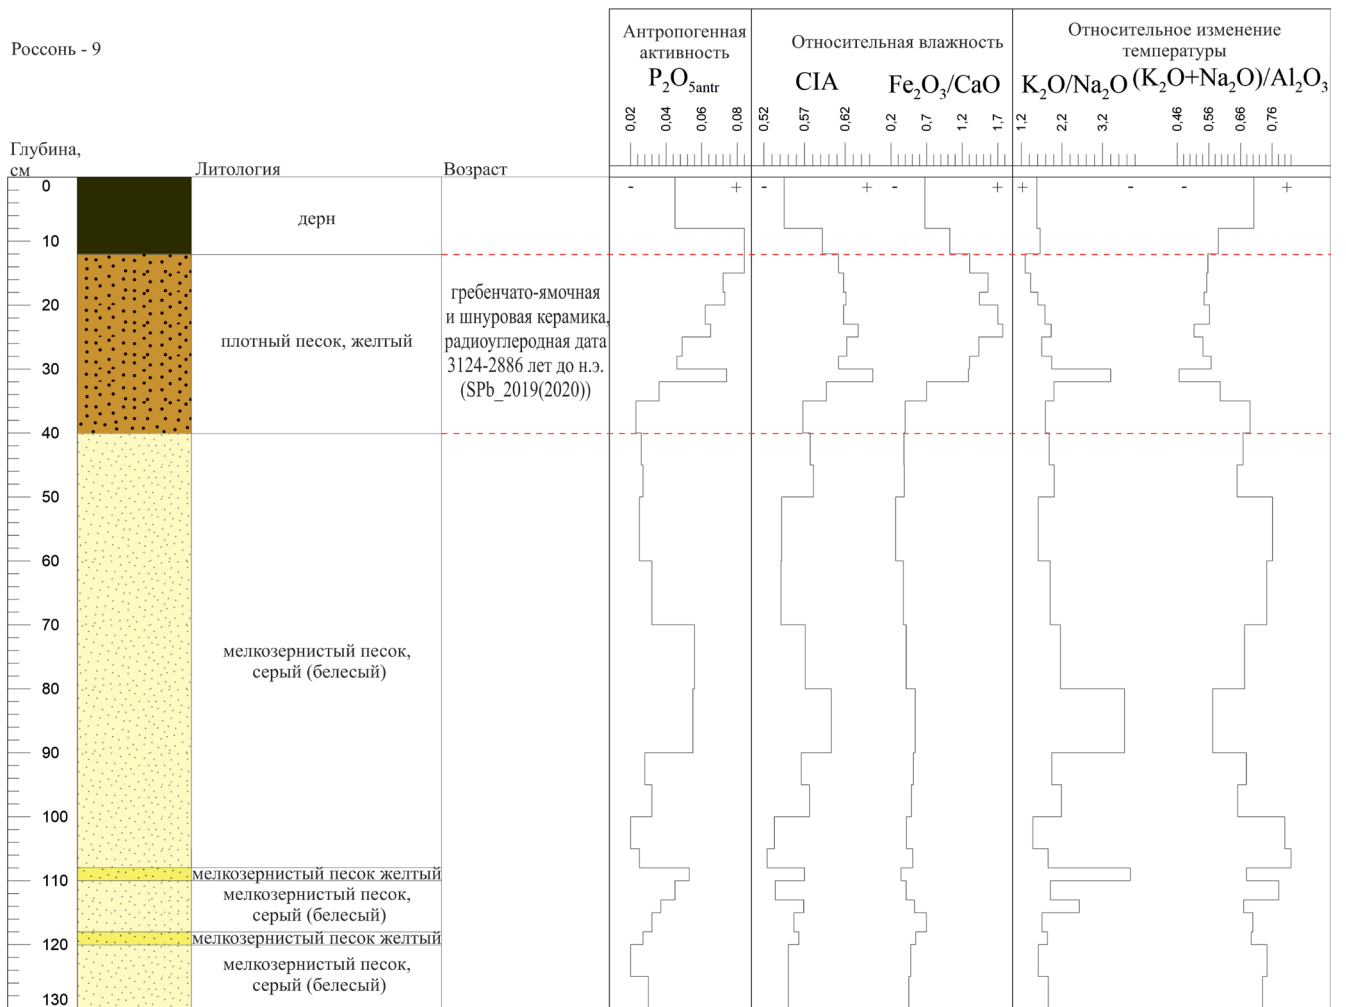 Россонь - 9
Антропогенная
активность
P₂O₅antr
Относительная влажность
CIA
Fe₂O₃/CaO
Относительное изменение
температуры
K₂O/Na₂O
(K₂O+Na₂O)/Al₂O₃
0,02
0,04
0,06
0,08
0,52
0,57
0,62
0,2
0,7
1,2
1,7
1,2
2,2
3,2
0,46
0,56
0,66
0,76
Глубина,
см
Литология
Возраст
- + - + - + + - - +
0
10
20
30
40
50
60
70
80
90
100
110
120
130
дерн
плотный песок, желтый
гребенчато-ямочная
и шнуровая керамика,
радиоуглеродная дата
3124-2886 лет до н.э.
(SPb_2019(2020))
мелкозернистый песок,
серый (белесый)
мелкозернистый песок желтый
мелкозернистый песок,
серый (белесый)
мелкозернистый песок желтый
мелкозернистый песок,
серый (белесый)